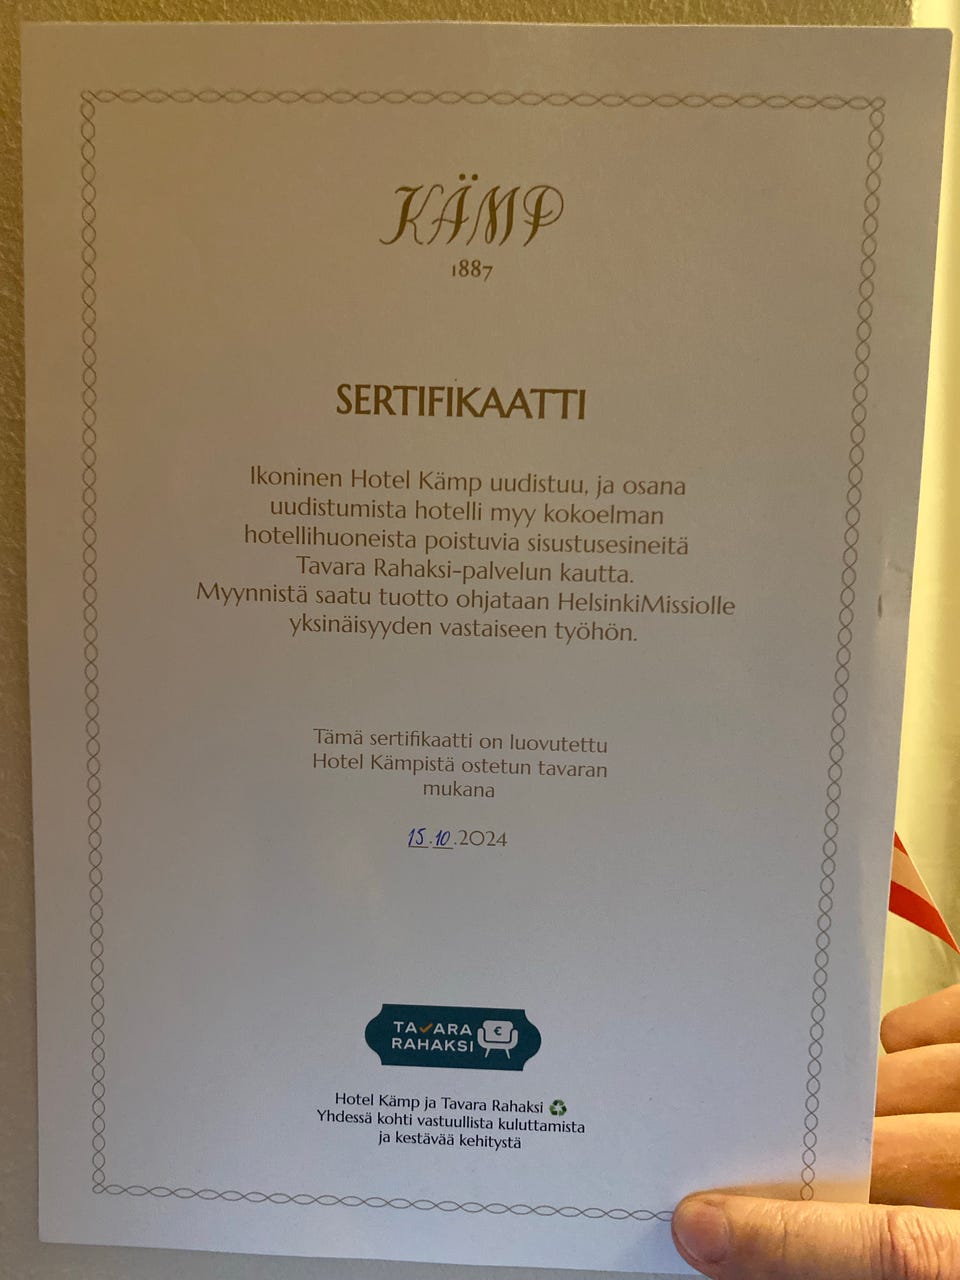 KÄMP
1887
SERTIFIKAATTI
Ikoninen Hotel Kämp uudistuu, ja osana
uudistumista hotelli myy kokoelman
hotellihuoneista poistuvia sisustusesineitä
Tavara Rahaksi-palvelun kautta.
Myynnistä saatu tuotto ohjataan HelsinkiMissiolle
yksinäisyyden vastaiseen työhön.
Tämä sertifikaatti on luovutettu
Hotel Kämpistä ostetun tavaran
mukana
15.10.2024
TAVARA
RAHAKSI €
Hotel Kämp ja Tavara Rahaksi ♻
Yhdessä kohti vastuullista kuluttamista
ja kestävää kehitystä